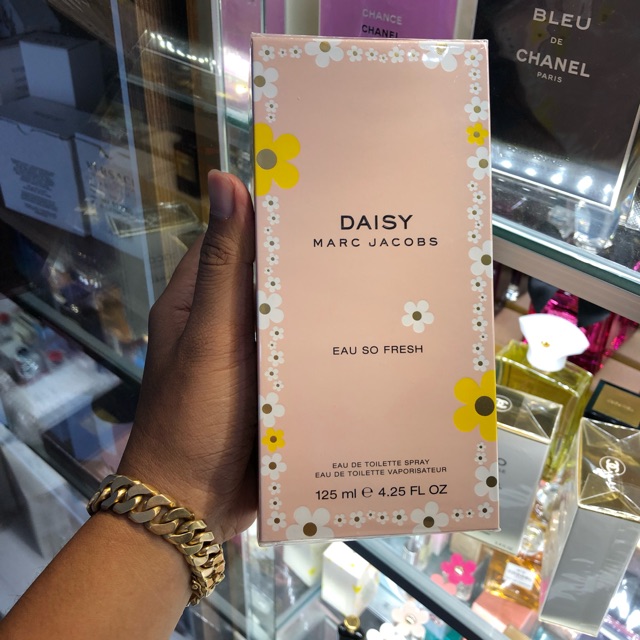 CHANCE
CHANEL
BLEU
DE
CHANEL
PARIS
DAISY
MARC JACOBS
EAU SO FRESH
EAU DE TOILETTE SPRAY
EAU DE TOILETTE VAPORISATEUR
125 ml e 4.25 FL OZ